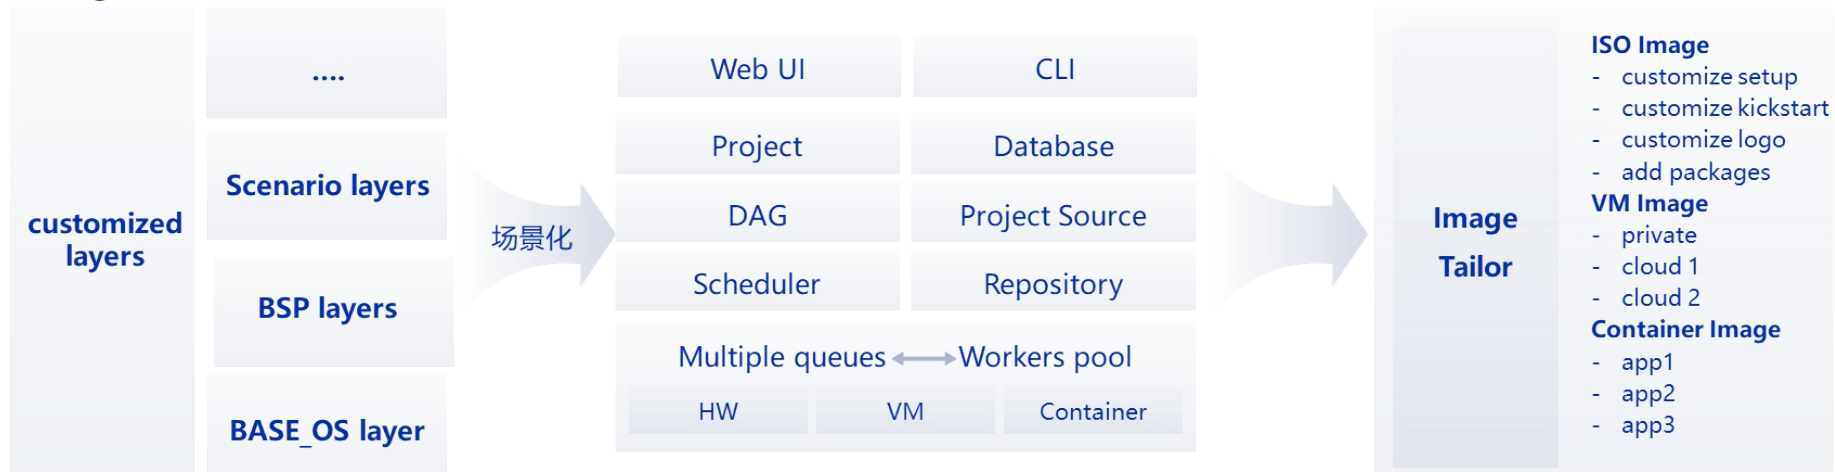 customized
layers
....
Scenario layers
BSP layers
BASE_OS layer
场景化
Web UI
CLI
Project
Database
DAG
Project Source
Scheduler
Repository
Multiple queues
Workers pool
HW
VM
Container
Image
Tailor
ISO Image
- customize setup
- customize kickstart
- customize logo
- add packages
VM Image
- private
- cloud 1
- cloud 2
Container Image
- app1
- app2
- app3